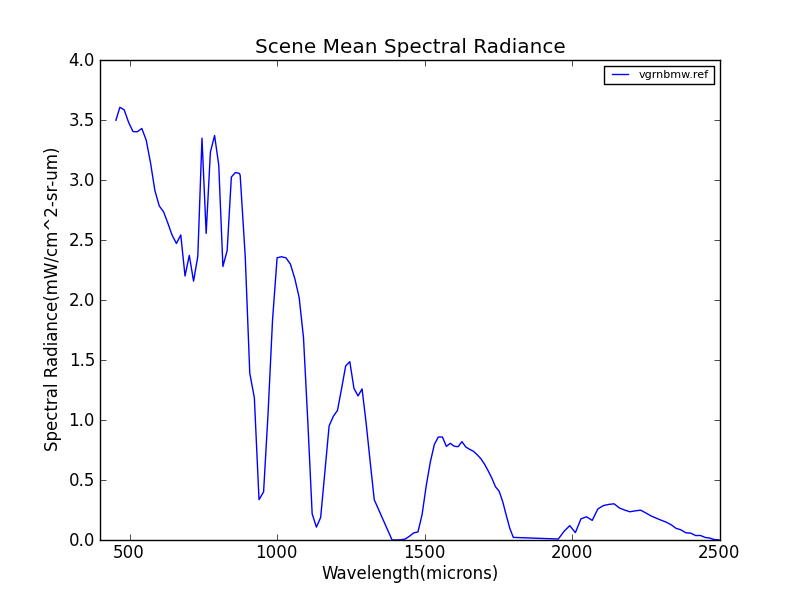 Scene Mean Spectral Radiance
vgrnbmw.ref
Spectral Radiance(mW/cm^2-sr-um)
4.0
3.5
3.0
2.5
2.0
1.5
1.0
0.5
0.0
500 1000 1500 2000 2500
Wavelength(microns)